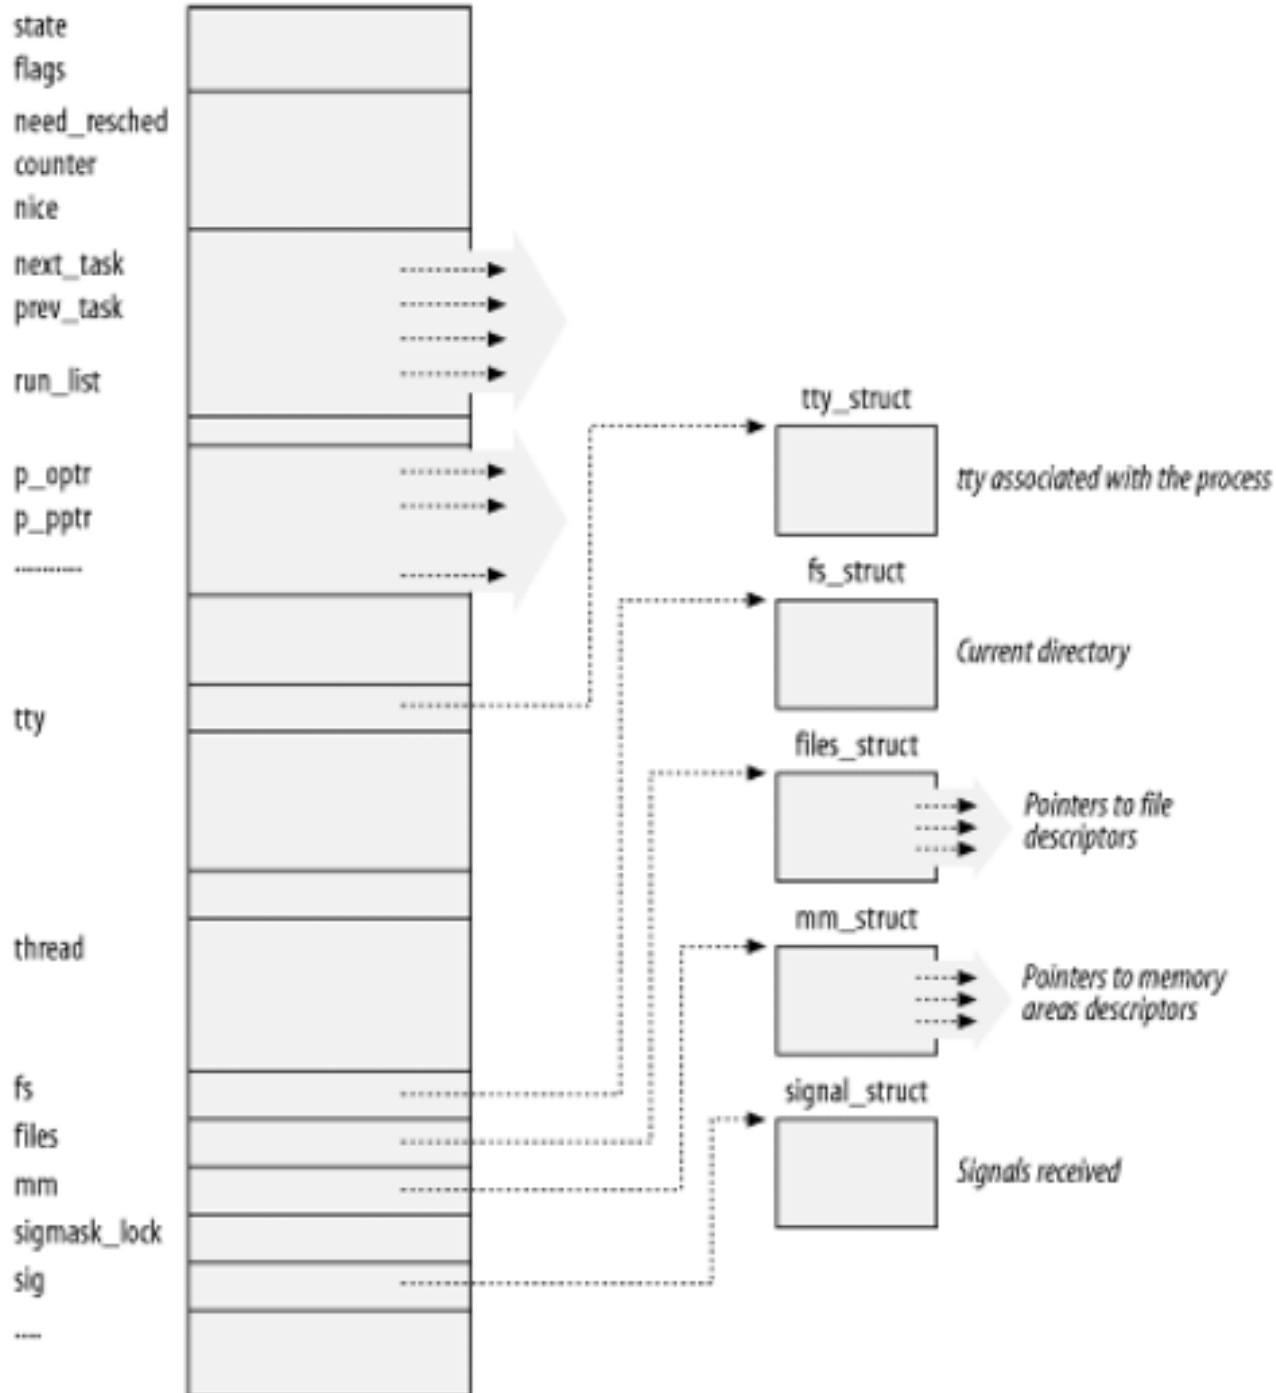 state
flags
need_resched
counter
nice
next_task
prev_task
run_list
p_optr
p_pptr
..........
tty
thread
fs
files
mm
sigmask_lock
sig
....
tty_struct
tty associated with the process
fs_struct
Current directory
files_struct
Pointers to file
descriptors
mm_struct
Pointers to memory
areas descriptors
signal_struct
Signals received